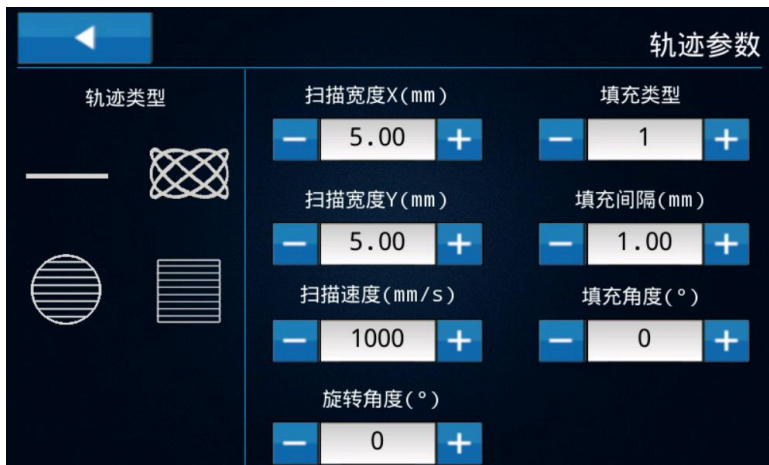 轨迹参数
轨迹类型
扫描宽度X(mm)
5.00
填充类型
1
扫描宽度Y(mm)
5.00
填充间隔(mm)
1.00
扫描速度(mm/s)
1000
填充角度(°)
0
旋转角度(°)
0